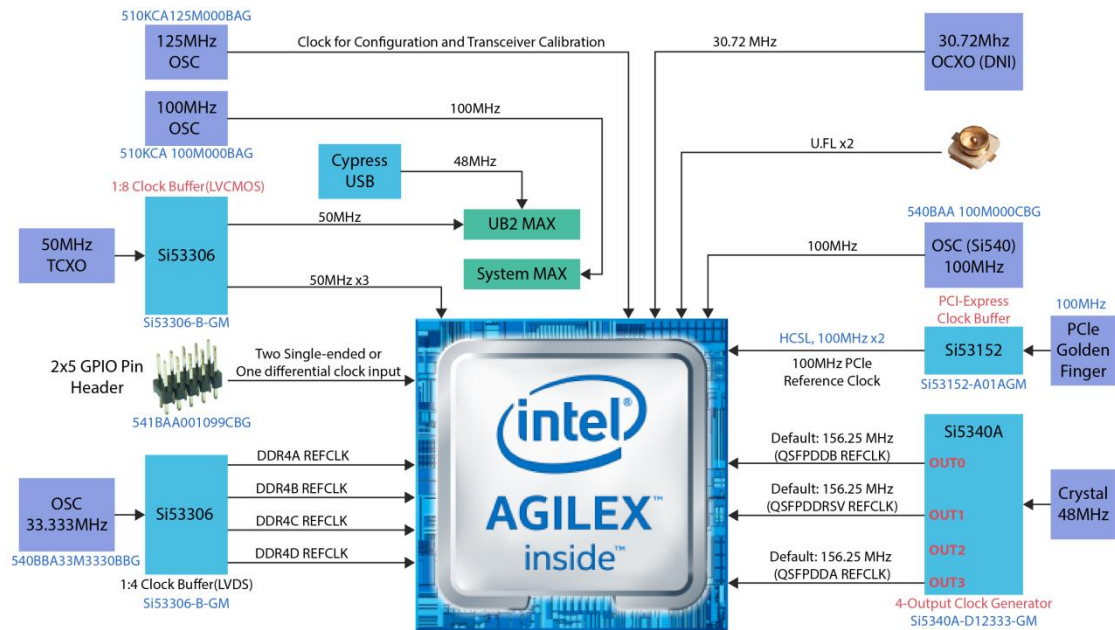 510KCA125M000BAG
125MHz
OSC
Clock for Configuration and Transceiver Calibration
100MHz
OSC
510KCA 100M000BAG
100MHz
Cypress
USB
48MHz
1:8 Clock Buffer(LVCMOS)
50MHz
TCXO
Si53306
Si53306-B-GM
50MHz
UB2 MAX
System MAX
50MHz x3
2x5 GPIO Pin
Header
541BAA001099CBG
Two Single-ended or
One differential clock input
OSC
33.333MHz
540BBA33M3330BBG
Si53306
1:4 Clock Buffer(LVDS)
Si53306-B-GM
DDR4A REFCLK
DDR4B REFCLK
DDR4C REFCLK
DDR4D REFCLK
intel®
AGILEX™
inside™
30.72 MHz
30.72Mhz
OCXO (DNI)
U.FL x2
540BAA 100M000CBG
100MHz
OSC (Si540)
100MHz
PCI-Express
Clock Buffer
100MHz
HCSL, 100MHz x2
100MHz PCIe
Reference Clock
Si53152
Si53152-A01AGM
PCIe
Golden
Finger
Si5340A
Default: 156.25 MHz
(QSFPDDB REFCLK)
OUT0
Default: 156.25 MHz
(QSFPDDRSV REFCLK)
OUT1
OUT2
Default: 156.25 MHz
(QSFPDDA REFCLK)
OUT3
Crystal
48MHz
4-Output Clock Generator
Si5340A-D12333-GM